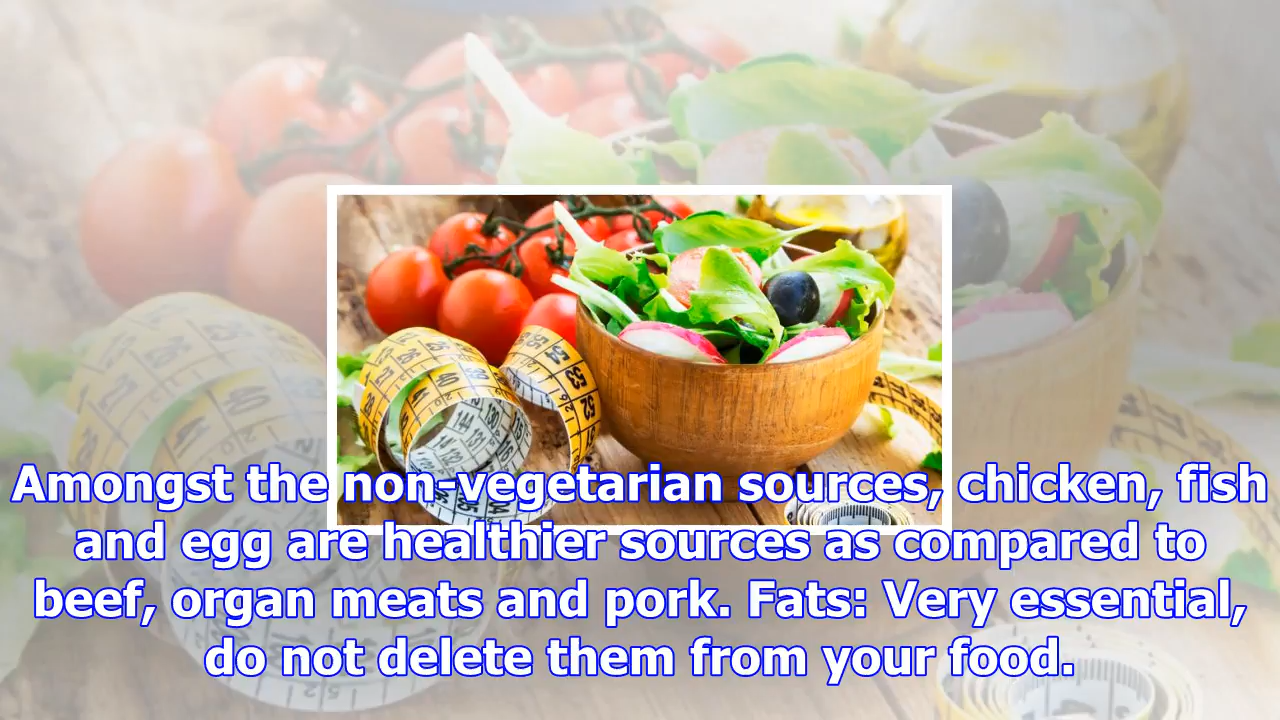 Amongst the non-vegetarian sources, chicken, fish
and egg are healthier sources as compared to
beef, organ meats and pork. Fats: Very essential,
do not delete them from your food.